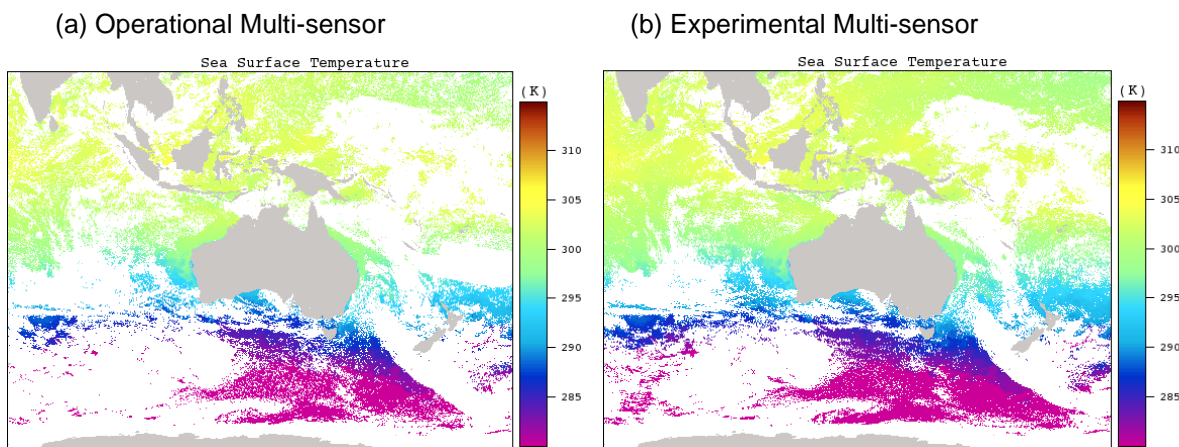 (a) Operational Multi-sensor
(b) Experimental Multi-sensor
Sea Surface Temperature
(K)
310
305
300
295
290
285
Sea Surface Temperature
(K)
310
305
300
295
290
285